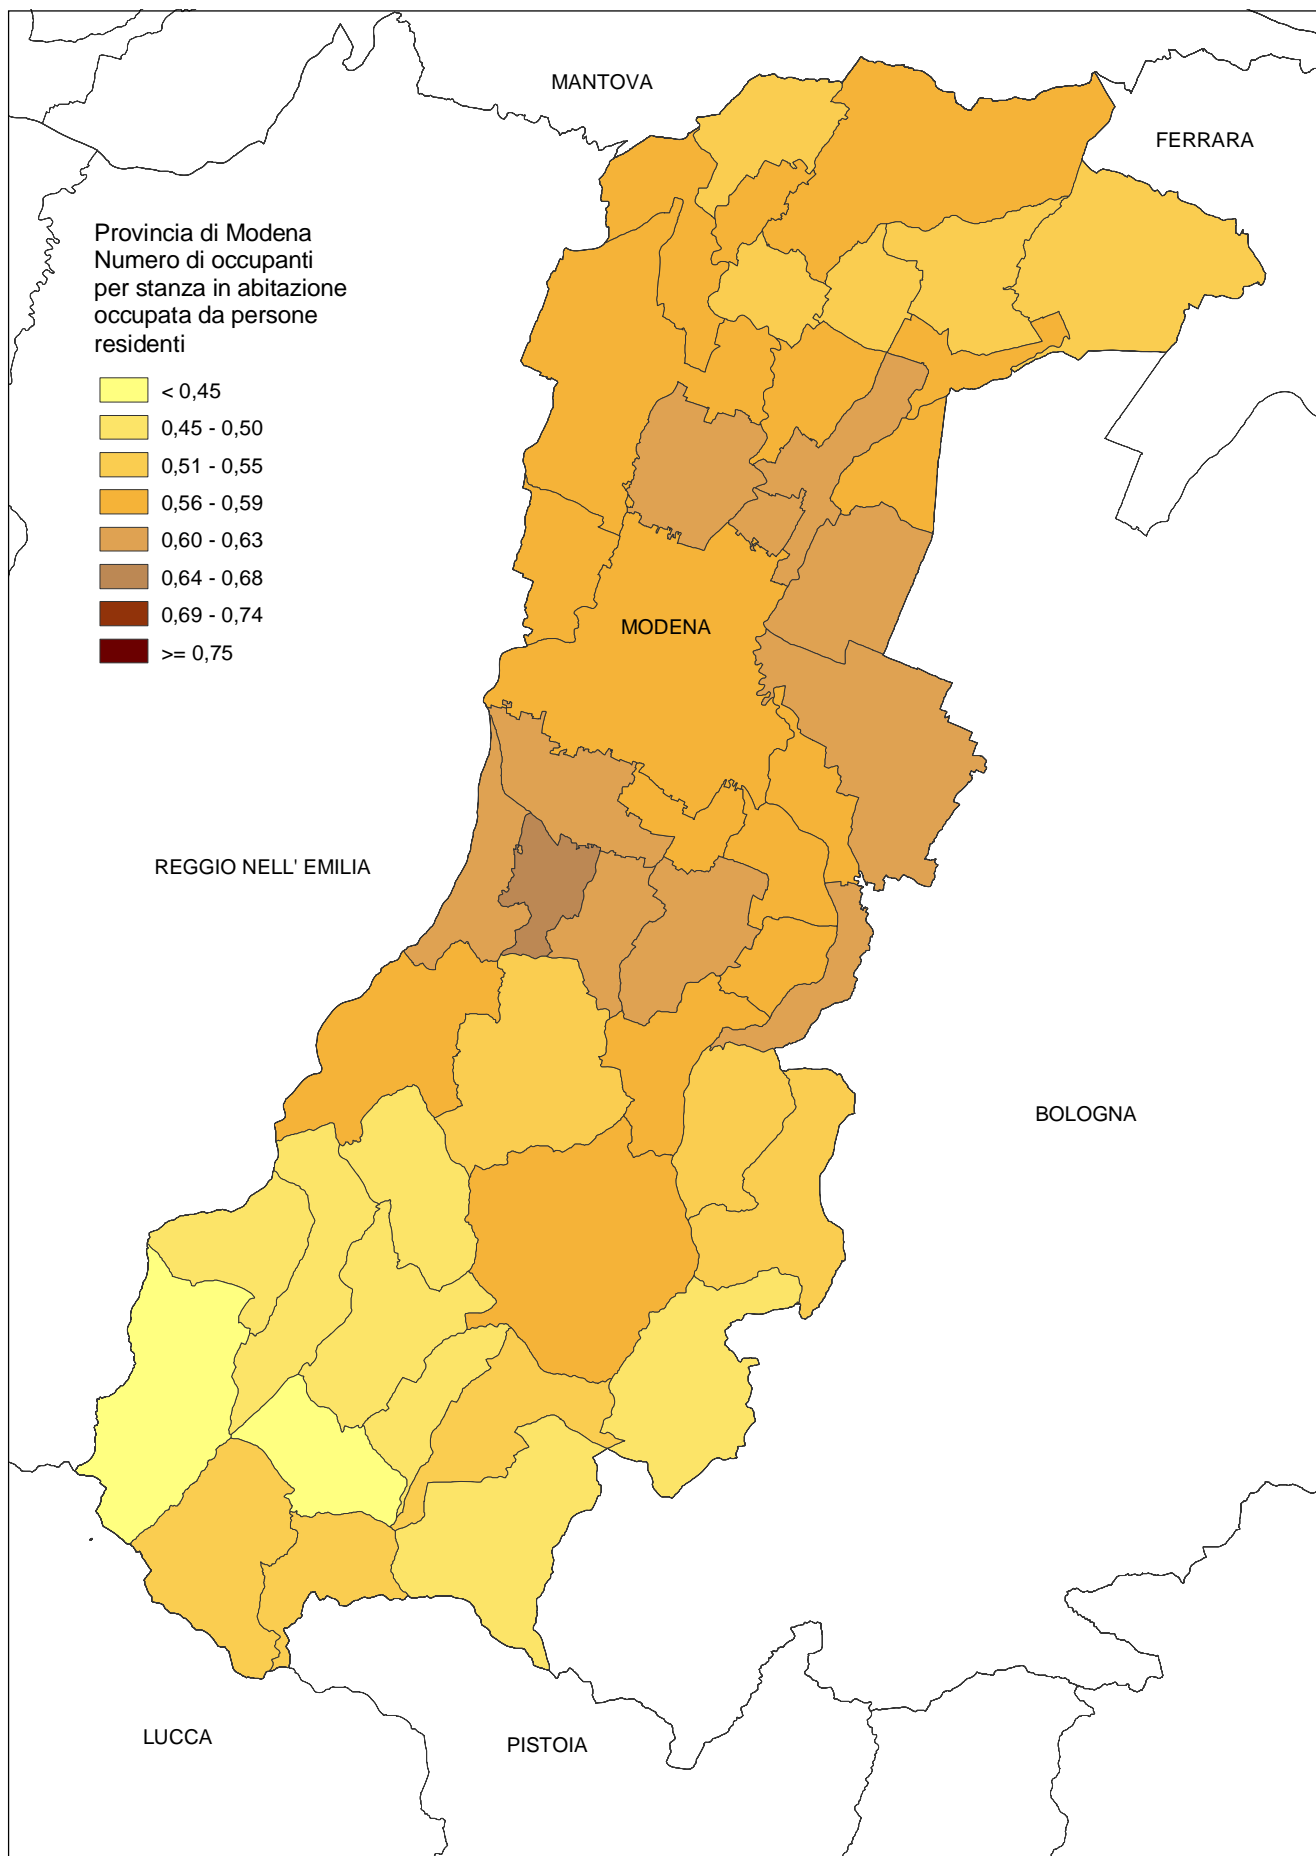 MANTOVA
FERRARA
Provincia di Modena
Numero di occupanti
per stanza in abitazione
occupata da persone
residenti
< 0,45
0,45 - 0,50
0,51 - 0,55
0,56 - 0,59
0,60 - 0,63
0,64 - 0,68
0,69 - 0,74
>= 0,75
MODENA
REGGIO NELL' EMILIA
BOLOGNA
LUCCA
PISTOIA